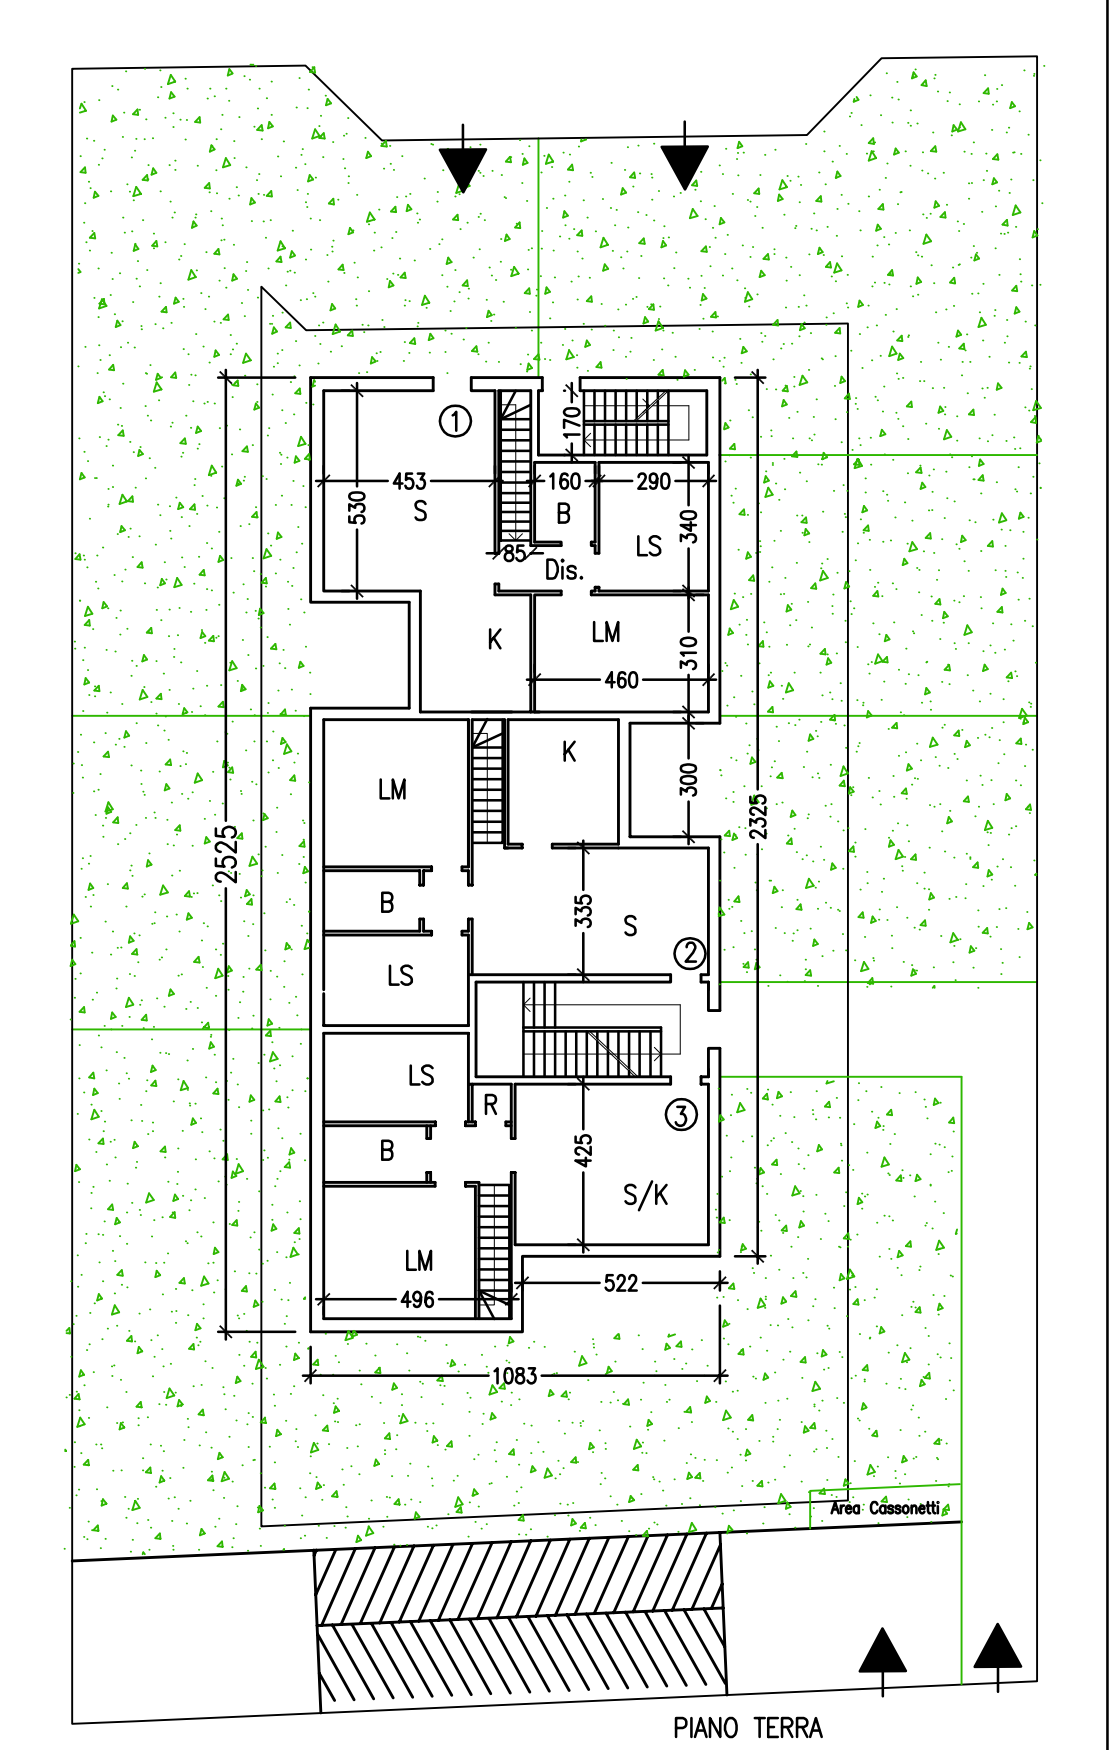 1
170
453
160
290
S
530
B
340
LS
85
Dis.
K
LM
310
460
K
LM
300
2325
2525
B
335
S
2
LS
LS
R
3
B
425
S/K
LM
522
496
1083
Area Cassonetti
PIANO TERRA